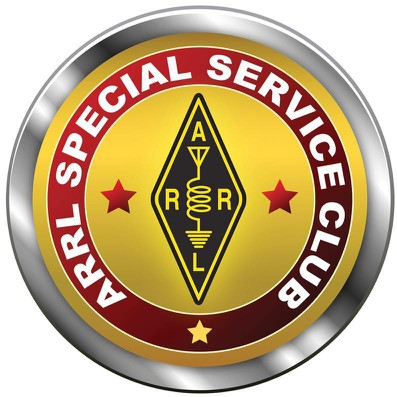 ARRL SPECIAL SERVICE CLUB
A
R R
L